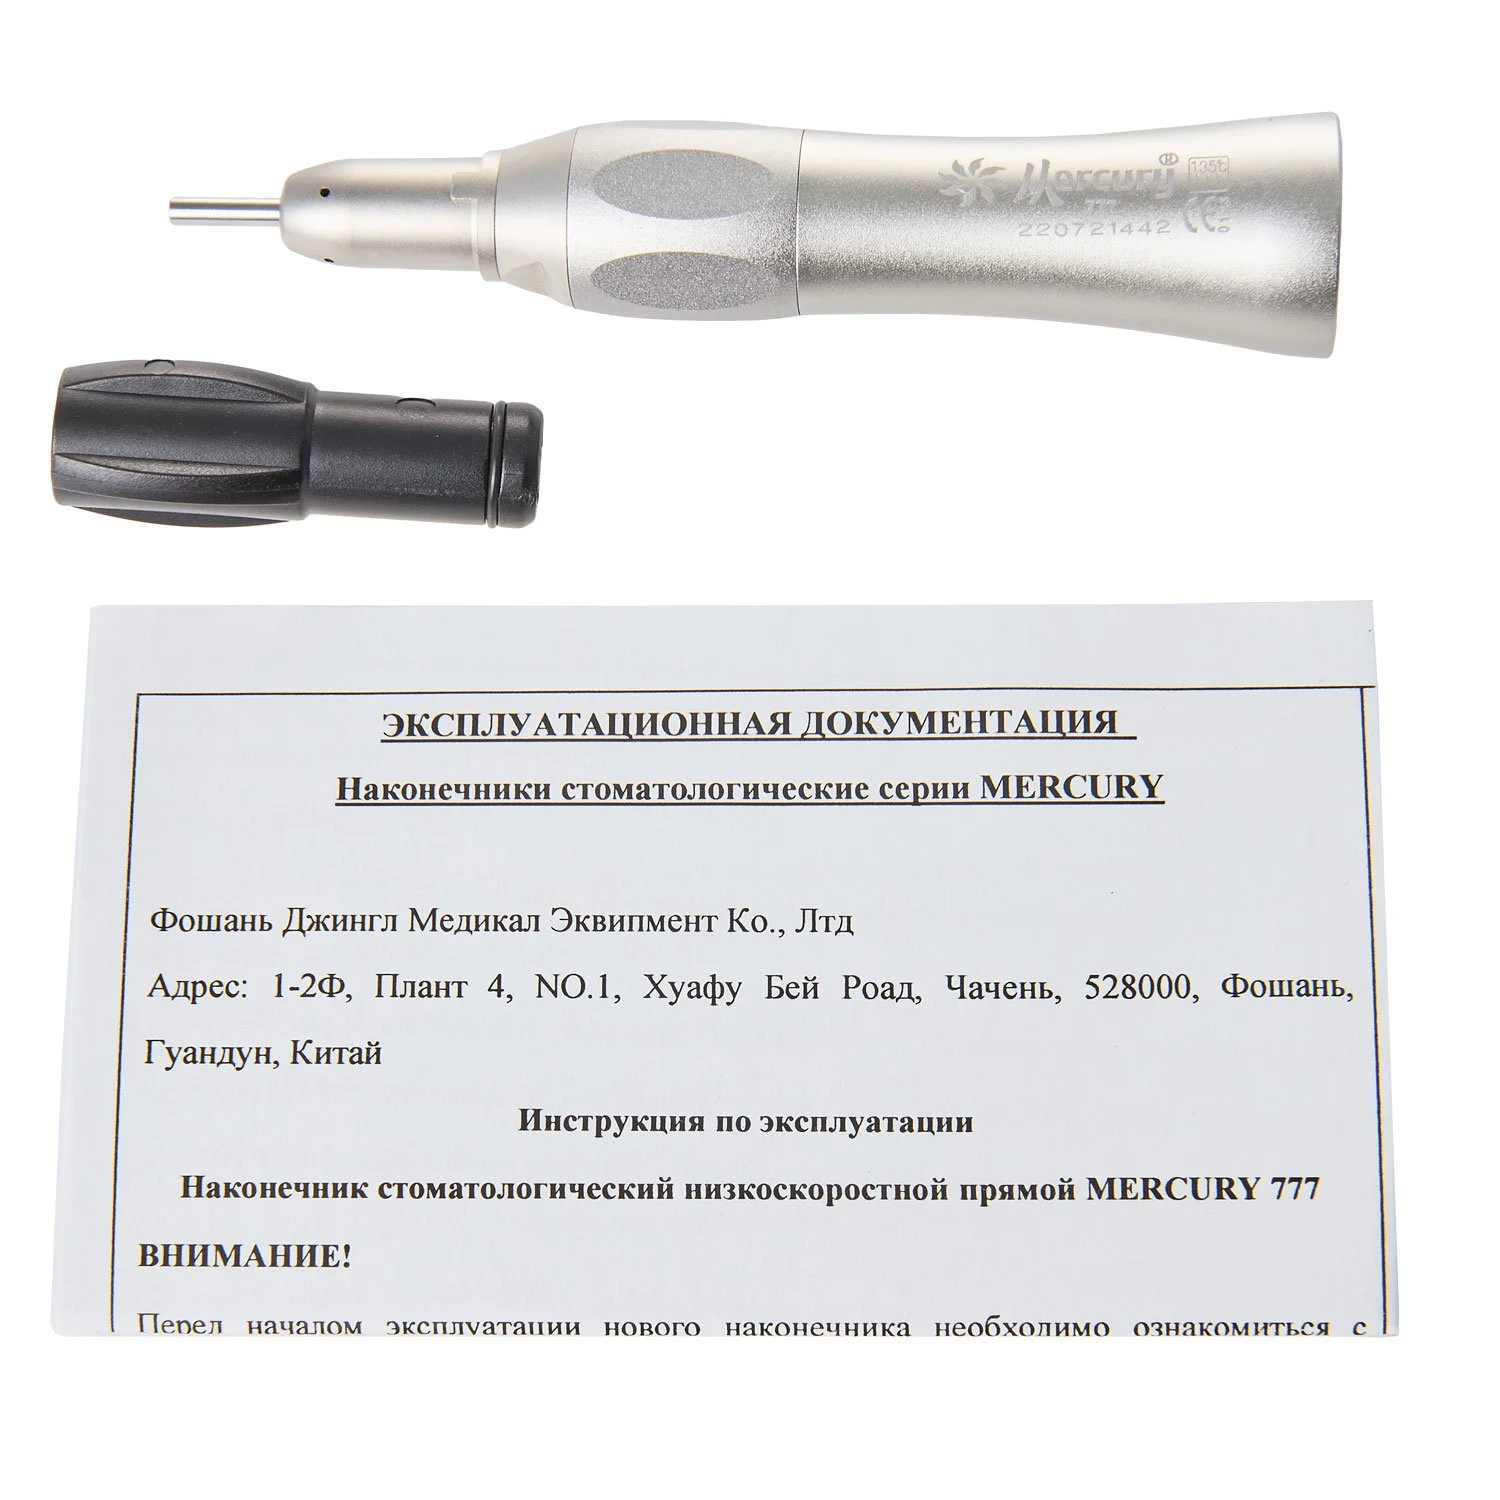 Mercury®
135℃
777
220721442
ЭКСПЛУАТАЦИОННАЯ ДОКУМЕНТАЦИЯ
Наконечники стоматологические серии MERCURY
Фошань Джингл Медикал Эквипмент Ко., Лтд
Адрес: 1-2Ф, Плант 4, NO.1, Хуафу Бей Роад, Чачень, 528000, Фошань,
Гуандун, Китай
Инструкция по эксплуатации
Наконечник стоматологический низкоскоростной прямой MERCURY 777
ВНИМАНИЕ!
Перед началом эксплуатации нового наконечника необходимо ознакомиться с